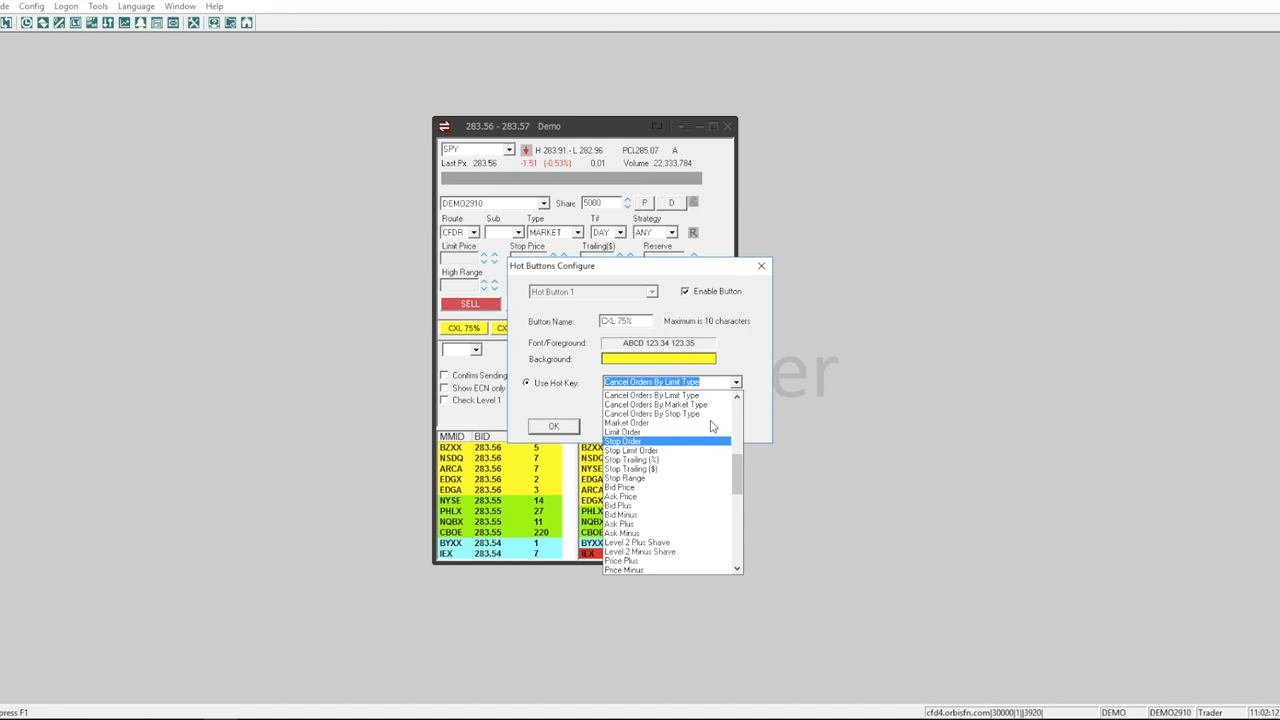 de Config Logon Tools Language Window Help
283.56 - 283.57 Demo
SPY H 283.91 - L 282.96 PCL285.07 A
Last Px. 283.56 -1.51 (-0.53%) 0.01 Volume 22,333,784
DEMO2910 Share 5000 P D
Route Sub Type Tif Strategy
CFDR MARKET DAY ANY R
Limit Price Stop Price Trailing($) Reserve
High Range
SELL
CXL 75% CX
Confirm Sending
Show ECN only
Check Level 1
Hot Buttons Configure
Hot Button 1 Enable Button
Button Name: CXL 75% Maximum is 10 characters
Font/Foreground: ABCD 123.34 123.35
Background:
Use Hot Key: Cancel Orders By Limit Type
OK
Cancel Orders By Limit Type
Cancel Orders By Market Type
Cancel Orders By Stop Type
Market Order
Limit Order
Stop Order
Stop Limit Order
Stop Trailing (%)
Stop Trailing ($)
Stop Range
Bid Price
Ask Price
Bid Plus
Bid Minus
Ask Plus
Ask Minus
Level 2 Plus Shave
Level 2 Minus Shave
Price Plus
Price Minus
MMID BID
BZXX 283.56 5 BZXX
NSDQ 283.56 7 NSDQ
ARCA 283.56 7 NYSE
EDGX 283.56 2 EDGA
EDGA 283.56 3 ARCA
NYSE 283.55 14 EDGX
PHLX 283.55 27 PHLX
NQBX 283.55 11 NQBX
CBOE 283.55 220 CBOE
BYXX 283.54 1 BYXX
IEX 283.54 7 IEX
er
press F1 cfd4.orbisfn.com|30000|1||3920| DEMO DEMO2910 Trader 11:02:12